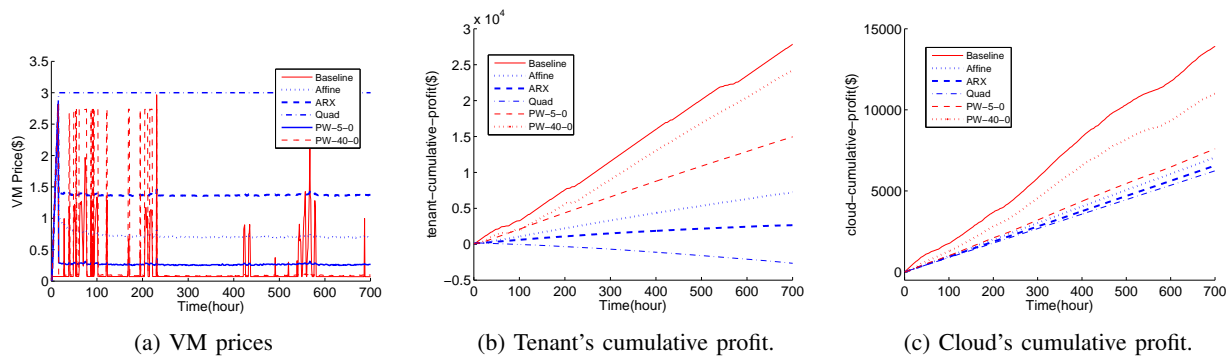 3.5
3
2.5
2
1.5
1
0.5
0
0 100 200 300 400 500 600 700
VM Price($)
Time(hour)
Baseline
Affine
ARX
Quad
PW−5−0
PW−40−0
(a) VM prices
x 10^4
3
2.5
2
1.5
1
0.5
0
−0.5
0 100 200 300 400 500 600 700
tenant−cumulative−profit($)
Time(hour)
Baseline
Affine
ARX
Quad
PW−5−0
PW−40−0
(b) Tenant's cumulative profit.
15000
10000
5000
0
0 100 200 300 400 500 600 700
cloud−cumulative−profit($)
Time(hour)
Baseline
Affine
ARX
Quad
PW−5−0
PW−40−0
(c) Cloud's cumulative profit.